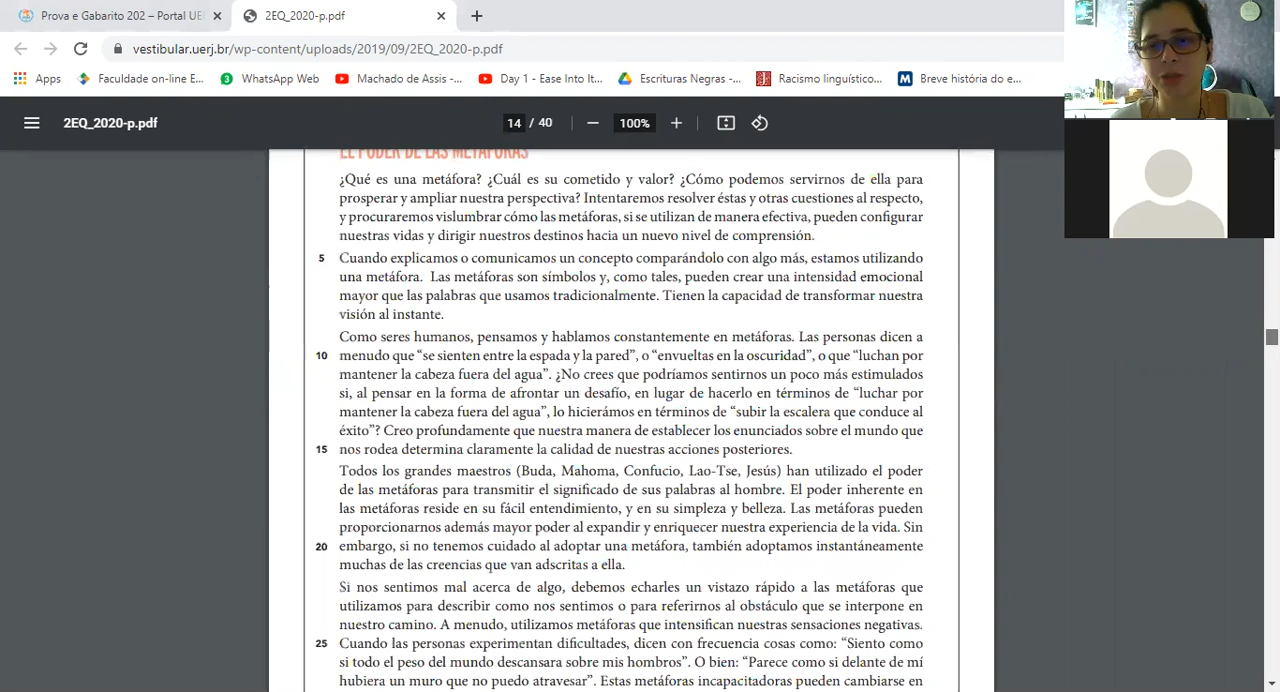 Prova e Gabarito 202 – Portal UE
2EQ_2020-p.pdf
vestibular.uerj.br/wp-content/uploads/2019/09/2EQ_2020-p.pdf
Apps
Faculdade on-line E...
3
WhatsApp Web
Machado de Assis -...
Day 1 - Ease Into It...
Escrituras Negras -...
Racismo linguístico...
M
Breve história do e...
2EQ_2020-p.pdf
14 / 40
100%
EL PODER DE LAS METÁFORAS
¿Qué es una metáfora? ¿Cuál es su cometido y valor? ¿Cómo podemos servirnos de ella para
prosperar y ampliar nuestra perspectiva? Intentaremos resolver éstas y otras cuestiones al respecto,
y procuraremos vislumbrar cómo las metáforas, si se utilizan de manera efectiva, pueden configurar
nuestras vidas y dirigir nuestros destinos hacia un nuevo nivel de comprensión.
5 Cuando explicamos o comunicamos un concepto comparándolo con algo más, estamos utilizando
una metáfora. Las metáforas son símbolos y, como tales, pueden crear una intensidad emocional
mayor que las palabras que usamos tradicionalmente. Tienen la capacidad de transformar nuestra
visión al instante.
Como seres humanos, pensamos y hablamos constantemente en metáforas. Las personas dicen a
10 menudo que “se sienten entre la espada y la pared”, o “envueltas en la oscuridad”, o que “luchan por
mantener la cabeza fuera del agua”. ¿No crees que podríamos sentirnos un poco más estimulados
si, al pensar en la forma de afrontar un desafío, en lugar de hacerlo en términos de “luchar por
mantener la cabeza fuera del agua”, lo hicierámos en términos de “subir la escalera que conduce al
éxito”? Creo profundamente que nuestra manera de establecer los enunciados sobre el mundo que
15 nos rodea determina claramente la calidad de nuestras acciones posteriores.
Todos los grandes maestros (Buda, Mahoma, Confucio, Lao-Tse, Jesús) han utilizado el poder
de las metáforas para transmitir el significado de sus palabras al hombre. El poder inherente en
las metáforas reside en su fácil entendimiento, y en su simpleza y belleza. Las metáforas pueden
proporcionarnos además mayor poder al expandir y enriquecer nuestra experiencia de la vida. Sin
20 embargo, si no tenemos cuidado al adoptar una metáfora, también adoptamos instantáneamente
muchas de las creencias que van adscritas a ella.
Si nos sentimos mal acerca de algo, debemos echarles un vistazo rápido a las metáforas que
utilizamos para describir como nos sentimos o para referirnos al obstáculo que se interpone en
nuestro camino. A menudo, utilizamos metáforas que intensifican nuestras sensaciones negativas.
25 Cuando las personas experimentan dificultades, dicen con frecuencia cosas como: “Siento como
si todo el peso del mundo descansara sobre mis hombros”. O bien: “Parece como si delante de mí
hubiera un muro que no puedo atravesar”. Estas metáforas incapacitadoras pueden cambiarse en